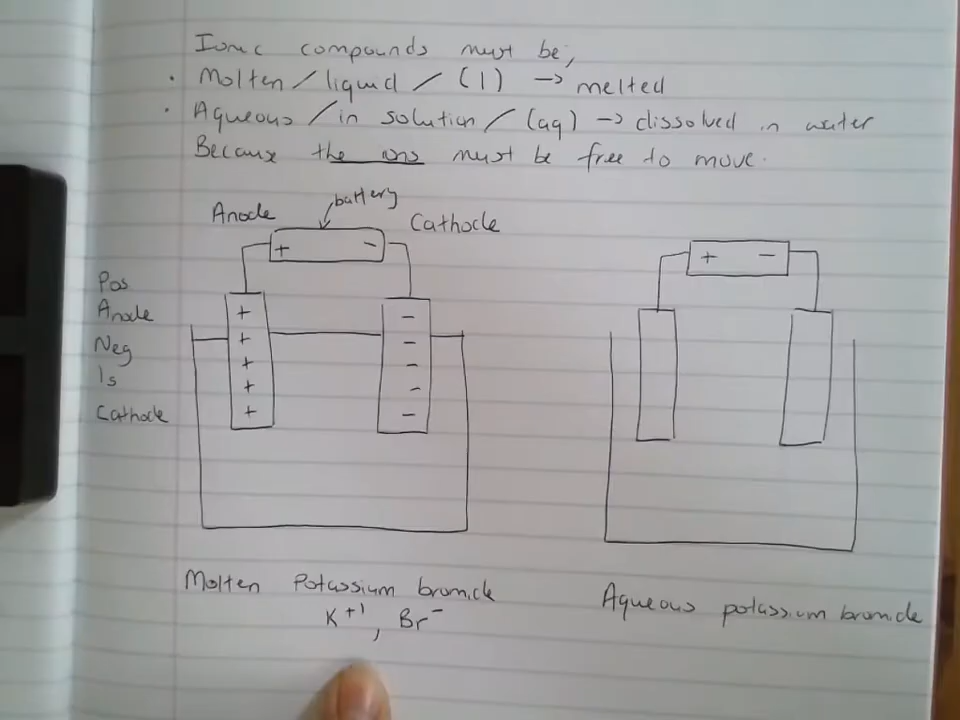 Ionic compounds must be;
• Molten / liquid / (l) → melted
• Aqueous / in solution / (aq) → dissolved in water
Because the ions must be free to move.
battery
Anode
Cathode
+ −
+ −
Pos
Anode
Neg
Is
Cathode
+
+
+
+
+
−
−
−
−
−
Molten Potassium bromide
K+1, Br−
Aqueous potassium bromide